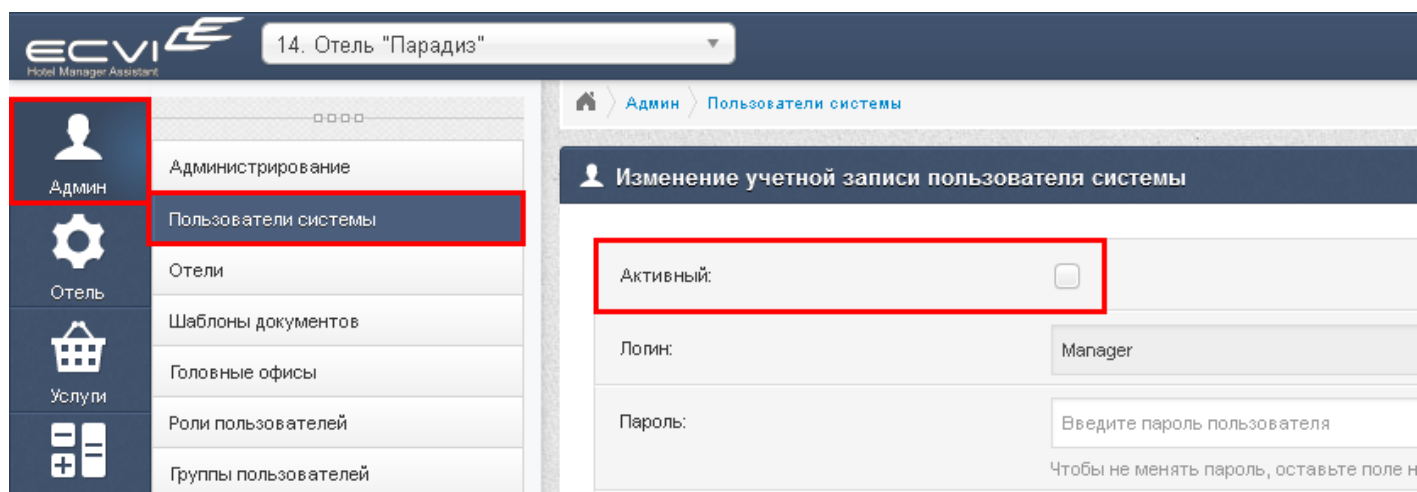 ECVI
Hotel Manager Assistant
14. Отель "Парадиз"
Админ
Отель
Услуги
Администрирование
Пользователи системы
Отели
Шаблоны документов
Головные офисы
Роли пользователей
Группы пользователей
Админ
Пользователи системы
Изменение учетной записи пользователя системы
Активный:
Логин:
Manager
Пароль:
Введите пароль пользователя
Чтобы не менять пароль, оставьте поле н